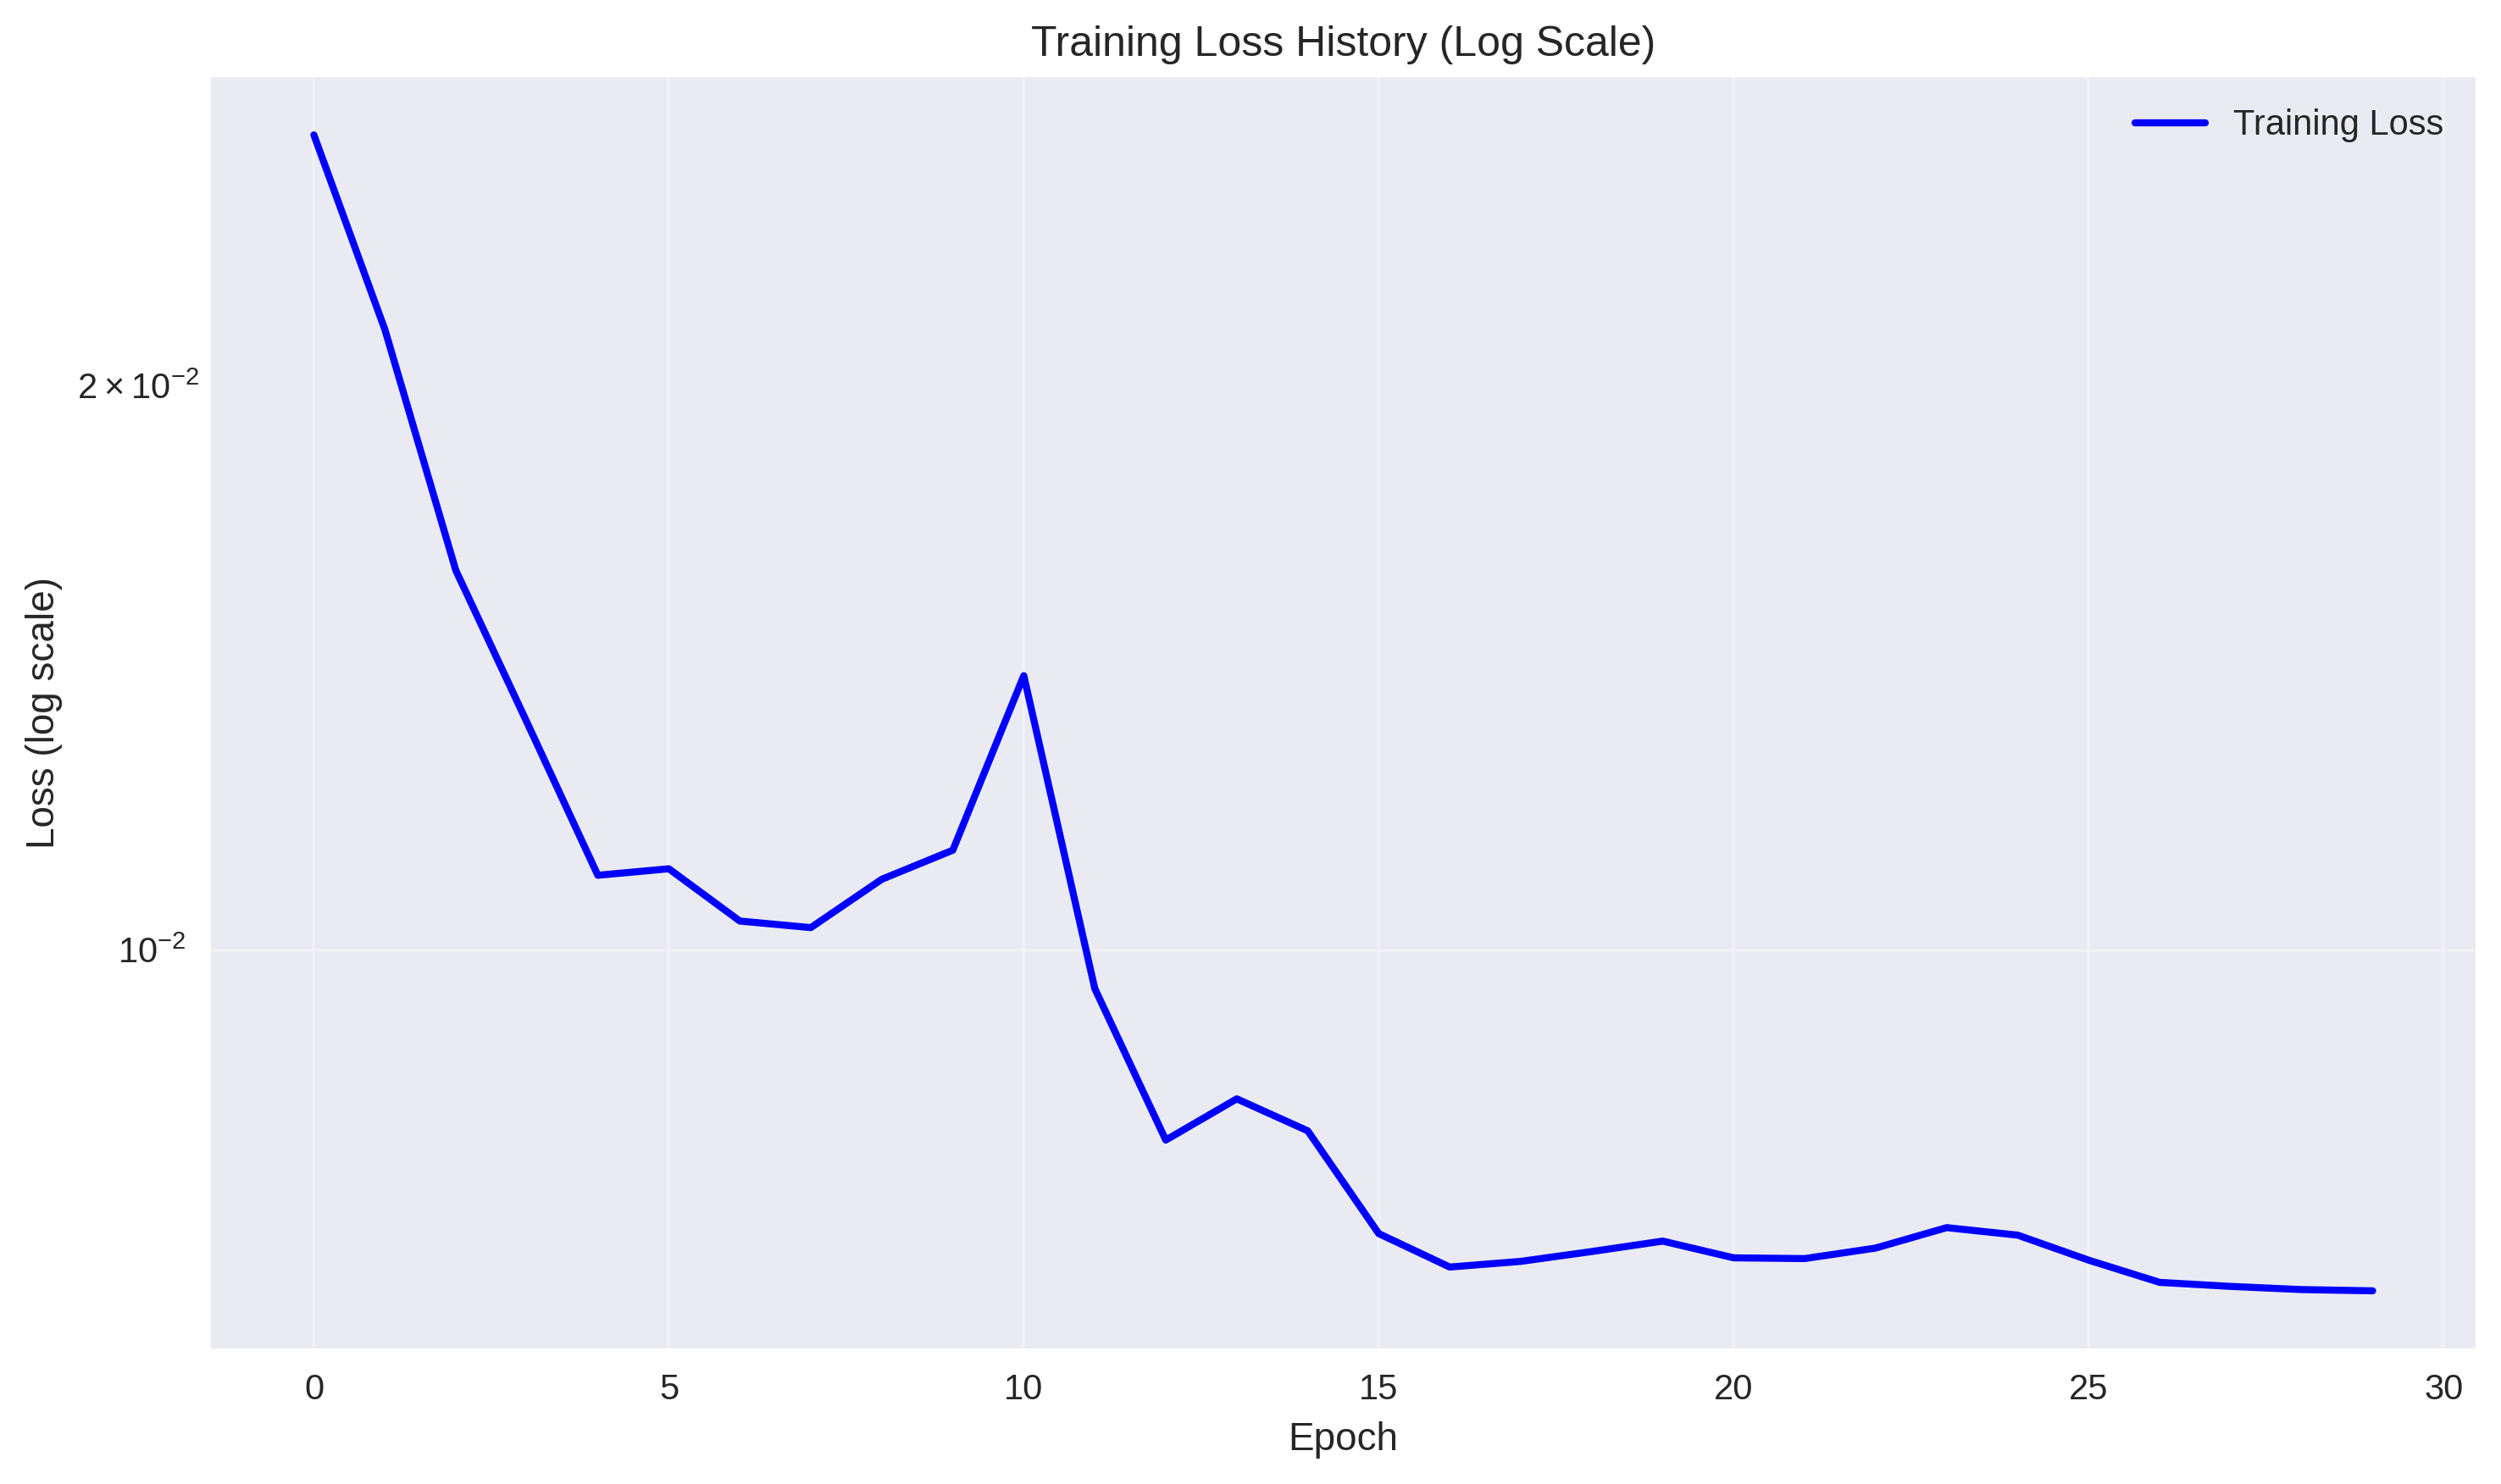 Training Loss History (Log Scale)
Training Loss
Loss (log scale)
2 × 10⁻²
10⁻²
0 5 10 15 20 25 30
Epoch